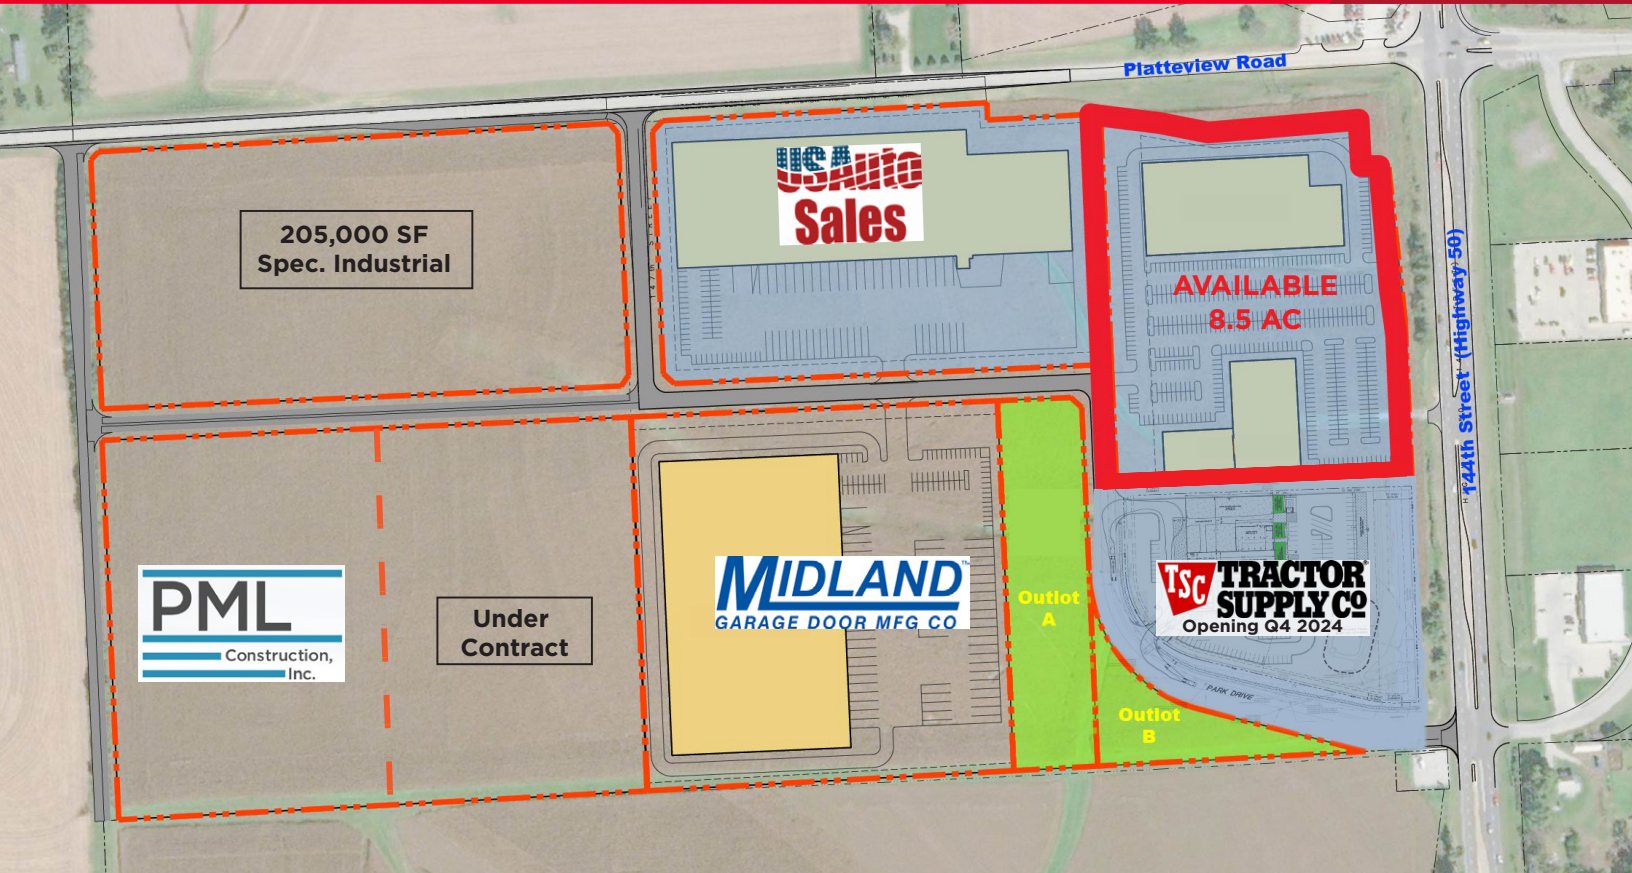 Platteview Road
205,000 SF
Spec. Industrial
USAuto
Sales
AVAILABLE
8.5 AC
144th Street (Highway 50)
PML
Construction,
Inc.
Under
Contract
MIDLAND™
GARAGE DOOR MFG CO
Outlot
A
TSC TRACTOR
SUPPLY CO
Opening Q4 2024
PARK DRIVE
Outlot
B